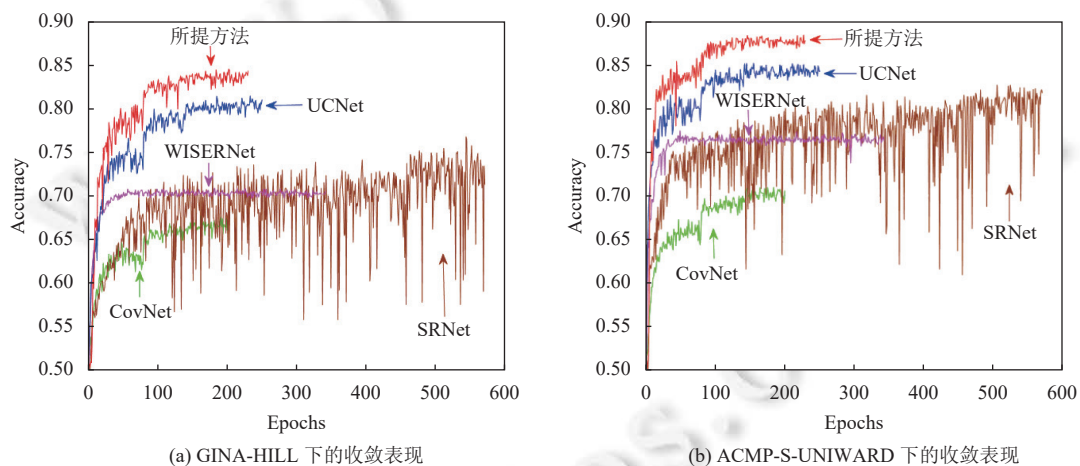 0.90
0.85
0.80
0.75
0.70
0.65
0.60
0.55
0.50
Accuracy
0 100 200 300 400 500 600
Epochs
所提方法
UCNet
WISERNet
CovNet
SRNet
(a) GINA-HILL 下的收敛表现
0.90
0.85
0.80
0.75
0.70
0.65
0.60
0.55
0.50
Accuracy
0 100 200 300 400 500 600
Epochs
所提方法
UCNet
WISERNet
SRNet
CovNet
(b) ACMP-S-UNIWARD 下的收敛表现